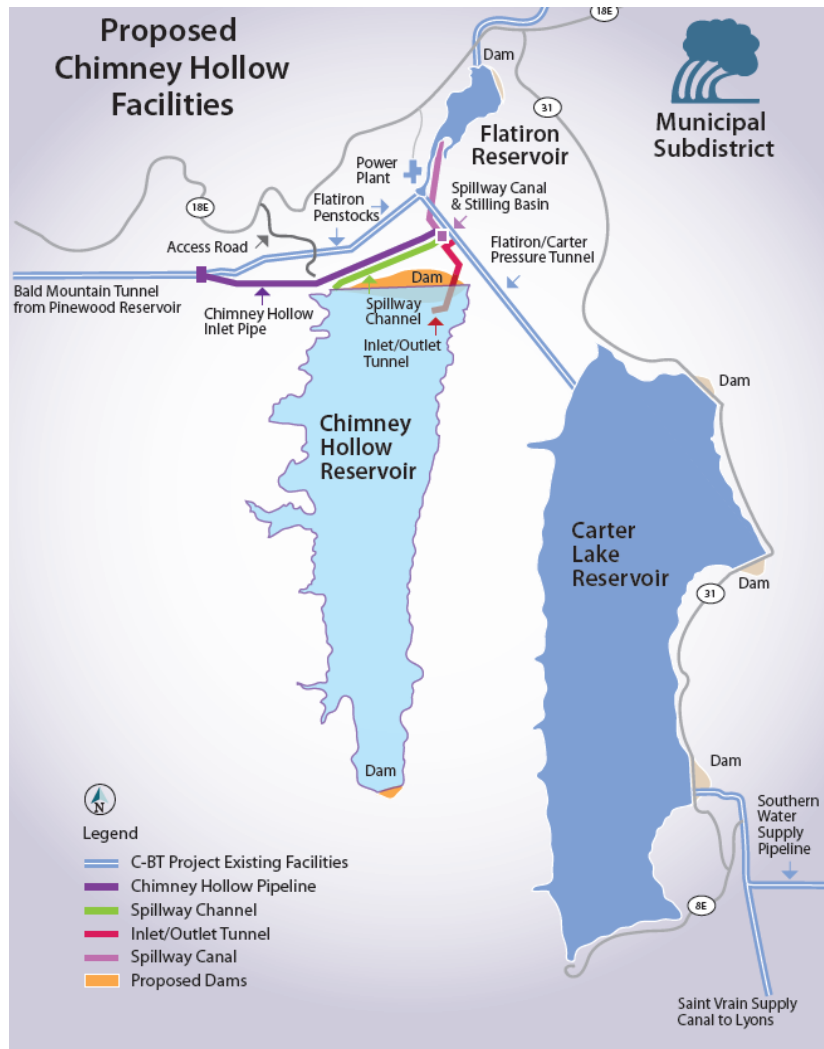 Proposed
Chimney Hollow
Facilities
18E
Dam
31
Municipal
Subdistrict
Flatiron
Reservoir
Power
Plant
Flatiron
Penstocks
Spillway Canal
& Stilling Basin
18E
Access Road
Flatiron/Carter
Pressure Tunnel
Bald Mountain Tunnel
from Pinewood Reservoir
Chimney Hollow
Inlet Pipe
Dam
Spillway
Channel
Inlet/Outlet
Tunnel
Dam
Chimney
Hollow
Reservoir
Carter
Lake
Reservoir
Dam
31
Dam
Dam
Southern
Water
Supply
Pipeline
8E
Saint Vrain Supply
Canal to Lyons
N
Legend
C-BT Project Existing Facilities
Chimney Hollow Pipeline
Spillway Channel
Inlet/Outlet Tunnel
Spillway Canal
Proposed Dams